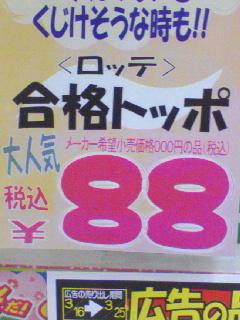 くじけそうな時も!!
<ロッテ>
合格トッポ
大人気
メーカー希望小売価格000円の品(税込)
税込
88
広告の売り出し期間
3/16→3/25
広告の品
だ!